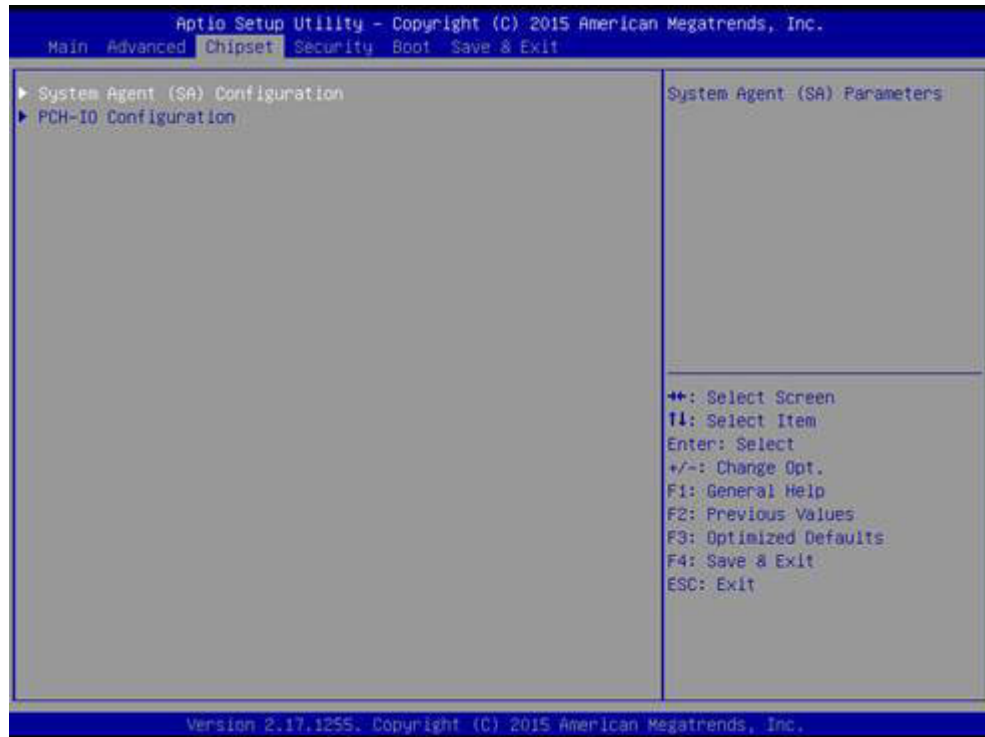 Aptio Setup Utility - Copyright (C) 2015 American Megatrends, Inc.
Main Advanced Chipset Security Boot Save & Exit
▶ System Agent (SA) Configuration
▶ PCH-IO Configuration
System Agent (SA) Parameters
→←: Select Screen
↑↓: Select Item
Enter: Select
+/-: Change Opt.
F1: General Help
F2: Previous Values
F3: Optimized Defaults
F4: Save & Exit
ESC: Exit
Version 2.17.1255. Copyright (C) 2015 American Megatrends, Inc.